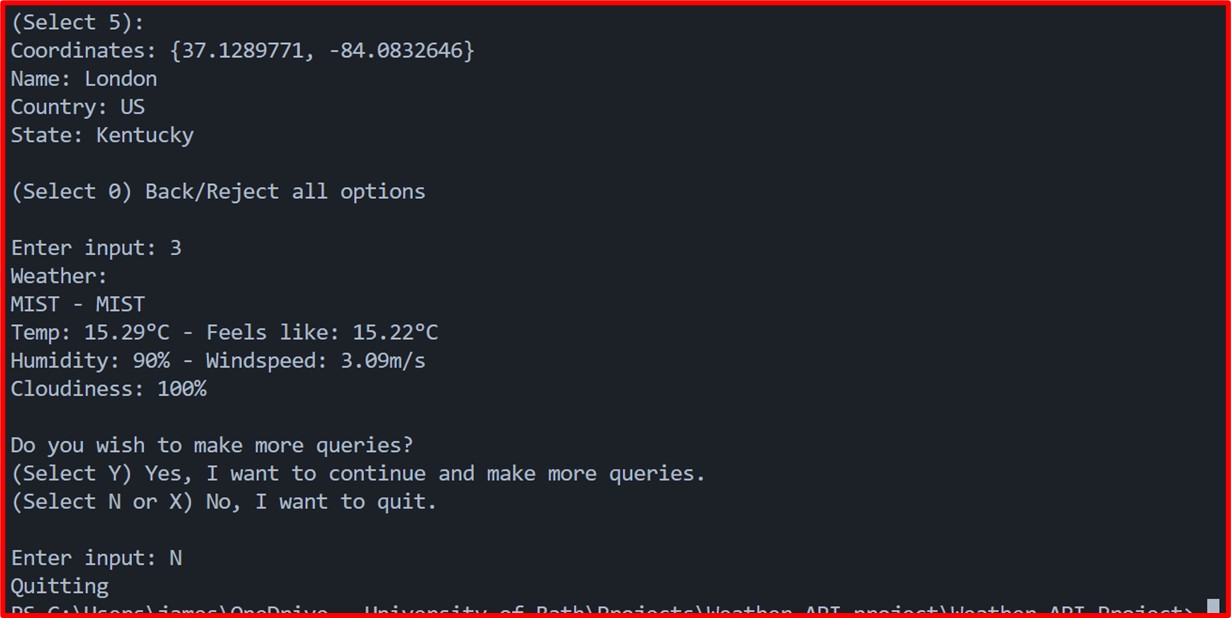 (Select 5):
Coordinates: {37.1289771, -84.0832646}
Name: London
Country: US
State: Kentucky
(Select 0) Back/Reject all options
Enter input: 3
Weather:
MIST - MIST
Temp: 15.29°C - Feels like: 15.22°C
Humidity: 90% - Windspeed: 3.09m/s
Cloudiness: 100%
Do you wish to make more queries?
(Select Y) Yes, I want to continue and make more queries.
(Select N or X) No, I want to quit.
Enter input: N
Quitting
PS C:\Users\james\OneDrive - University of Bath\Projects\Weather API project\Weather API Project>